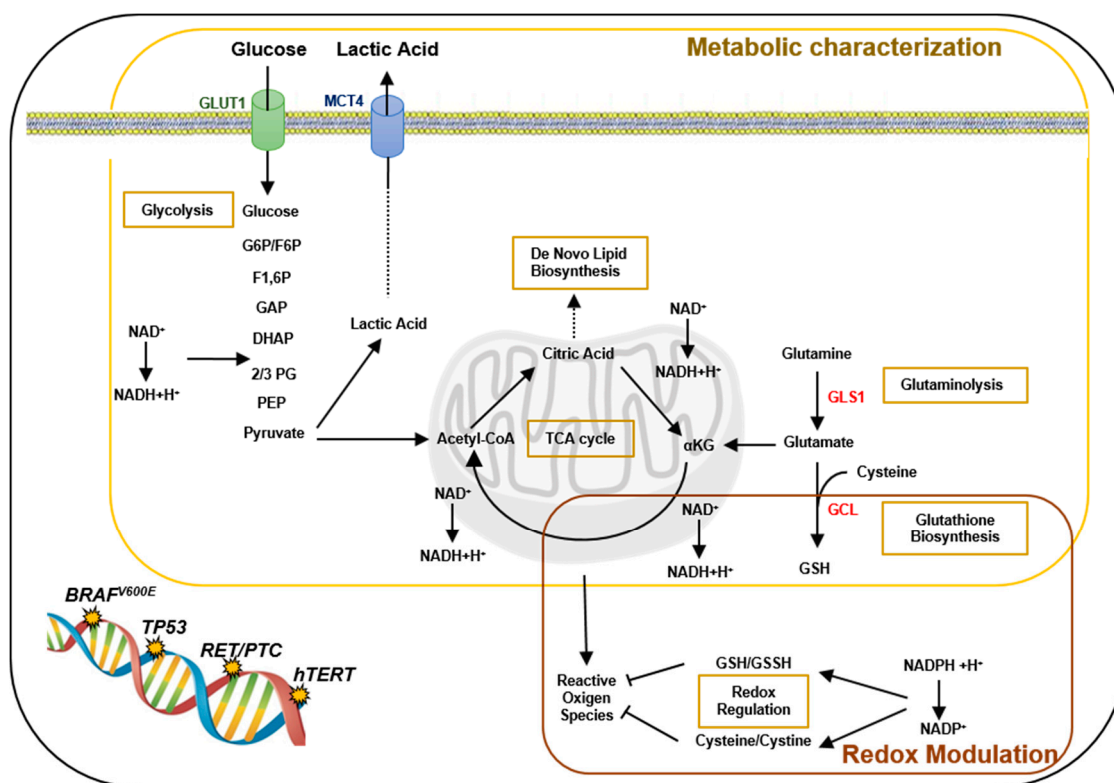 Metabolic characterization
Glucose
Lactic Acid
GLUT1
MCT4
Glycolysis
Glucose
G6P/F6P
F1,6P
GAP
DHAP
2/3 PG
PEP
Pyruvate
NAD+
NADH+H+
Lactic Acid
De Novo Lipid
Biosynthesis
Citric Acid
NAD+
NADH+H+
Acetyl-CoA
TCA cycle
αKG
NAD+
NADH+H+
NAD+
NADH+H+
Glutamine
GLS1
Glutaminolysis
Glutamate
Cysteine
GCL
Glutathione
Biosynthesis
GSH
BRAFV600E
TP53
RET/PTC
hTERT
Reactive
Oxigen
Species
GSH/GSSH
Redox
Regulation
Cysteine/Cystine
NADPH +H+
NADP+
Redox Modulation